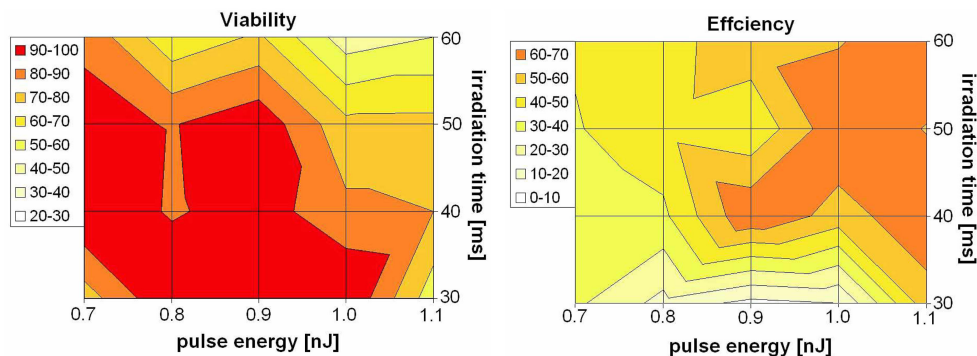 Viability
90-100
80-90
70-80
60-70
50-60
40-50
30-40
20-30
60
50
40
30
irradiation time [ms]
0.7 0.8 0.9 1.0 1.1
pulse energy [nJ]
Effciency
60-70
50-60
40-50
30-40
20-30
10-20
0-10
60
50
40
30
irradiation time [ms]
0.7 0.8 0.9 1.0 1.1
pulse energy [nJ]